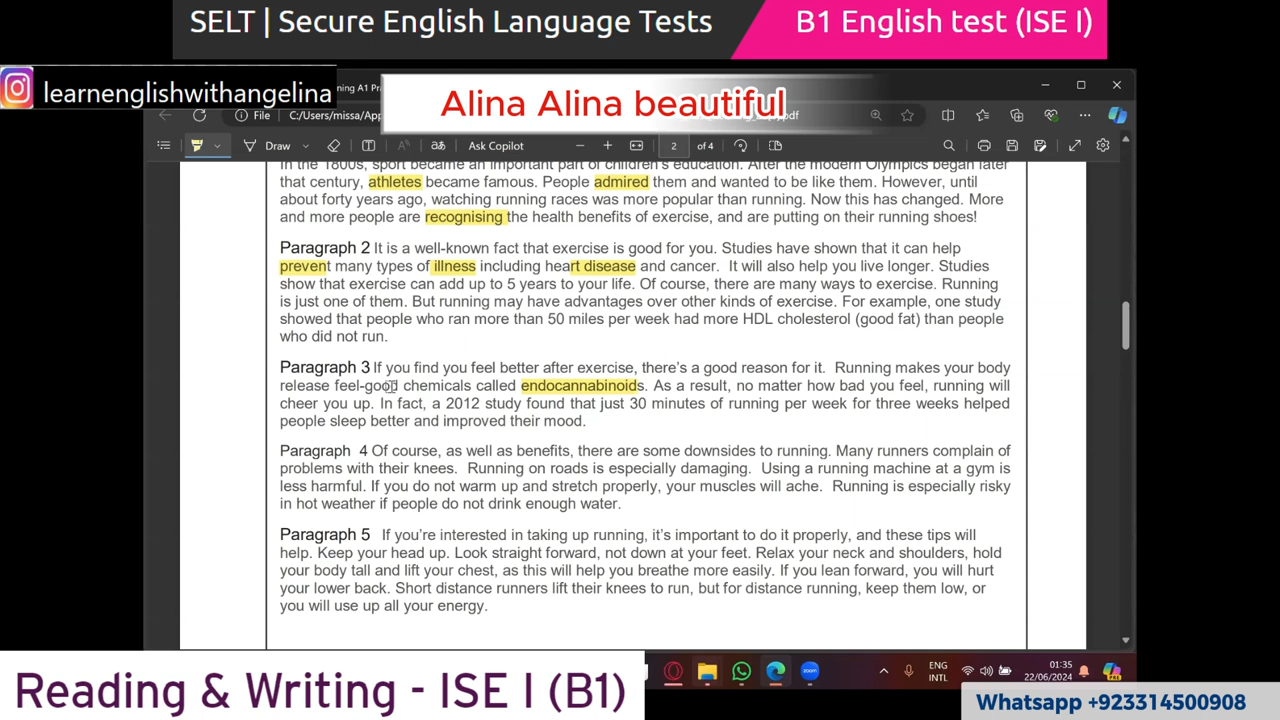 SELT | Secure English Language Tests
B1 English test (ISE I)
learnenglishwithangelina
Alina Alina beautiful
File
C:/Users/missa/App
pdf
Draw
Ask Copilot
2 of 4
In the 1800s, sport became an important part of children's education. After the modern Olympics began later
that century, athletes became famous. People admired them and wanted to be like them. However, until
about forty years ago, watching running races was more popular than running. Now this has changed. More
and more people are recognising the health benefits of exercise, and are putting on their running shoes!
Paragraph 2 It is a well-known fact that exercise is good for you. Studies have shown that it can help
prevent many types of illness including heart disease and cancer. It will also help you live longer. Studies
show that exercise can add up to 5 years to your life. Of course, there are many ways to exercise. Running
is just one of them. But running may have advantages over other kinds of exercise. For example, one study
showed that people who ran more than 50 miles per week had more HDL cholesterol (good fat) than people
who did not run.
Paragraph 3 If you find you feel better after exercise, there's a good reason for it. Running makes your body
release feel-good chemicals called endocannabinoids. As a result, no matter how bad you feel, running will
cheer you up. In fact, a 2012 study found that just 30 minutes of running per week for three weeks helped
people sleep better and improved their mood.
Paragraph 4 Of course, as well as benefits, there are some downsides to running. Many runners complain of
problems with their knees. Running on roads is especially damaging. Using a running machine at a gym is
less harmful. If you do not warm up and stretch properly, your muscles will ache. Running is especially risky
in hot weather if people do not drink enough water.
Paragraph 5 If you're interested in taking up running, it's important to do it properly, and these tips will
help. Keep your head up. Look straight forward, not down at your feet. Relax your neck and shoulders, hold
your body tall and lift your chest, as this will help you breathe more easily. If you lean forward, you will hurt
your lower back. Short distance runners lift their knees to run, but for distance running, keep them low, or
you will use up all your energy.
ENG
INTL
01:35
22/06/2024
Reading & Writing - ISE I (B1)
Whatsapp +923314500908